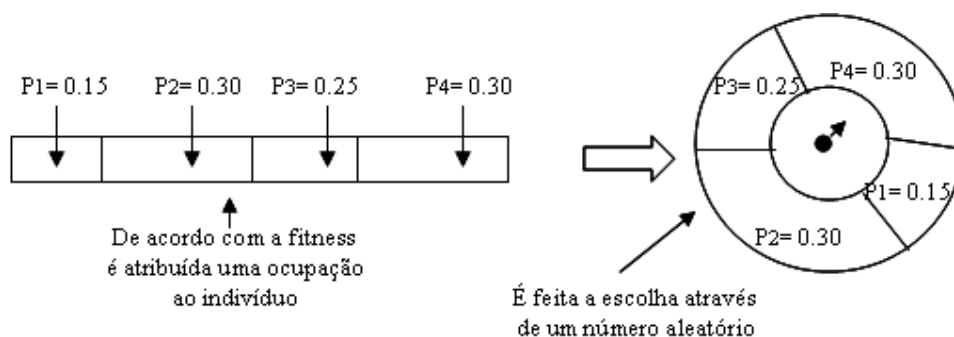 P1= 0.15
P2= 0.30
P3= 0.25
P4= 0.30
De acordo com a fitness
é atribuída uma ocupação
ao indivíduo
P3= 0.25
P4= 0.30
P1= 0.15
P2= 0.30
É feita a escolha através
de um número aleatório